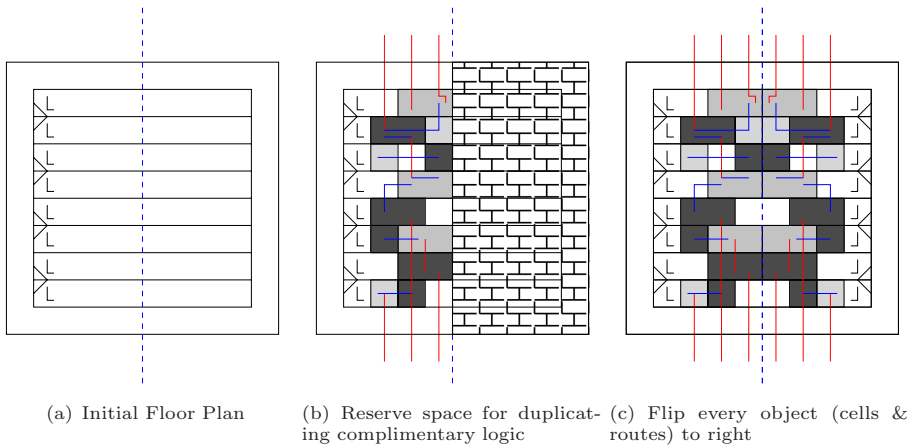 (a) Initial Floor Plan
(b) Reserve space for duplicat-
ing complimentary logic
(c) Flip every object (cells &
routes) to right